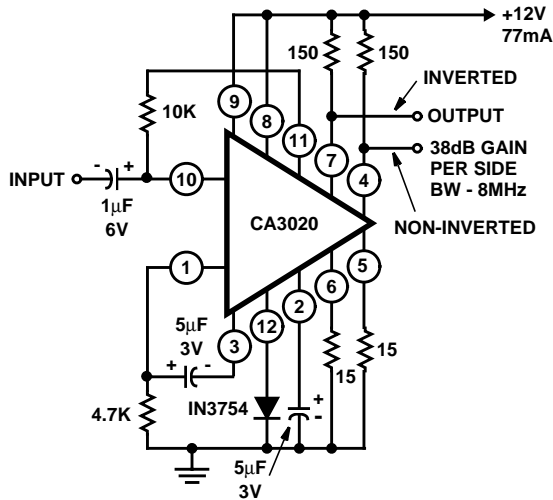 +12V
77mA
150
150
INVERTED
10K
9
8
11
OUTPUT
7
38dB GAIN
PER SIDE
BW - 8MHz
4
INPUT
- +
10
1µF
6V
CA3020
NON-INVERTED
1
5
6
2
12
5µF
3V
3
+ -
15
15
4.7K
IN3754
+
-
5µF
3V